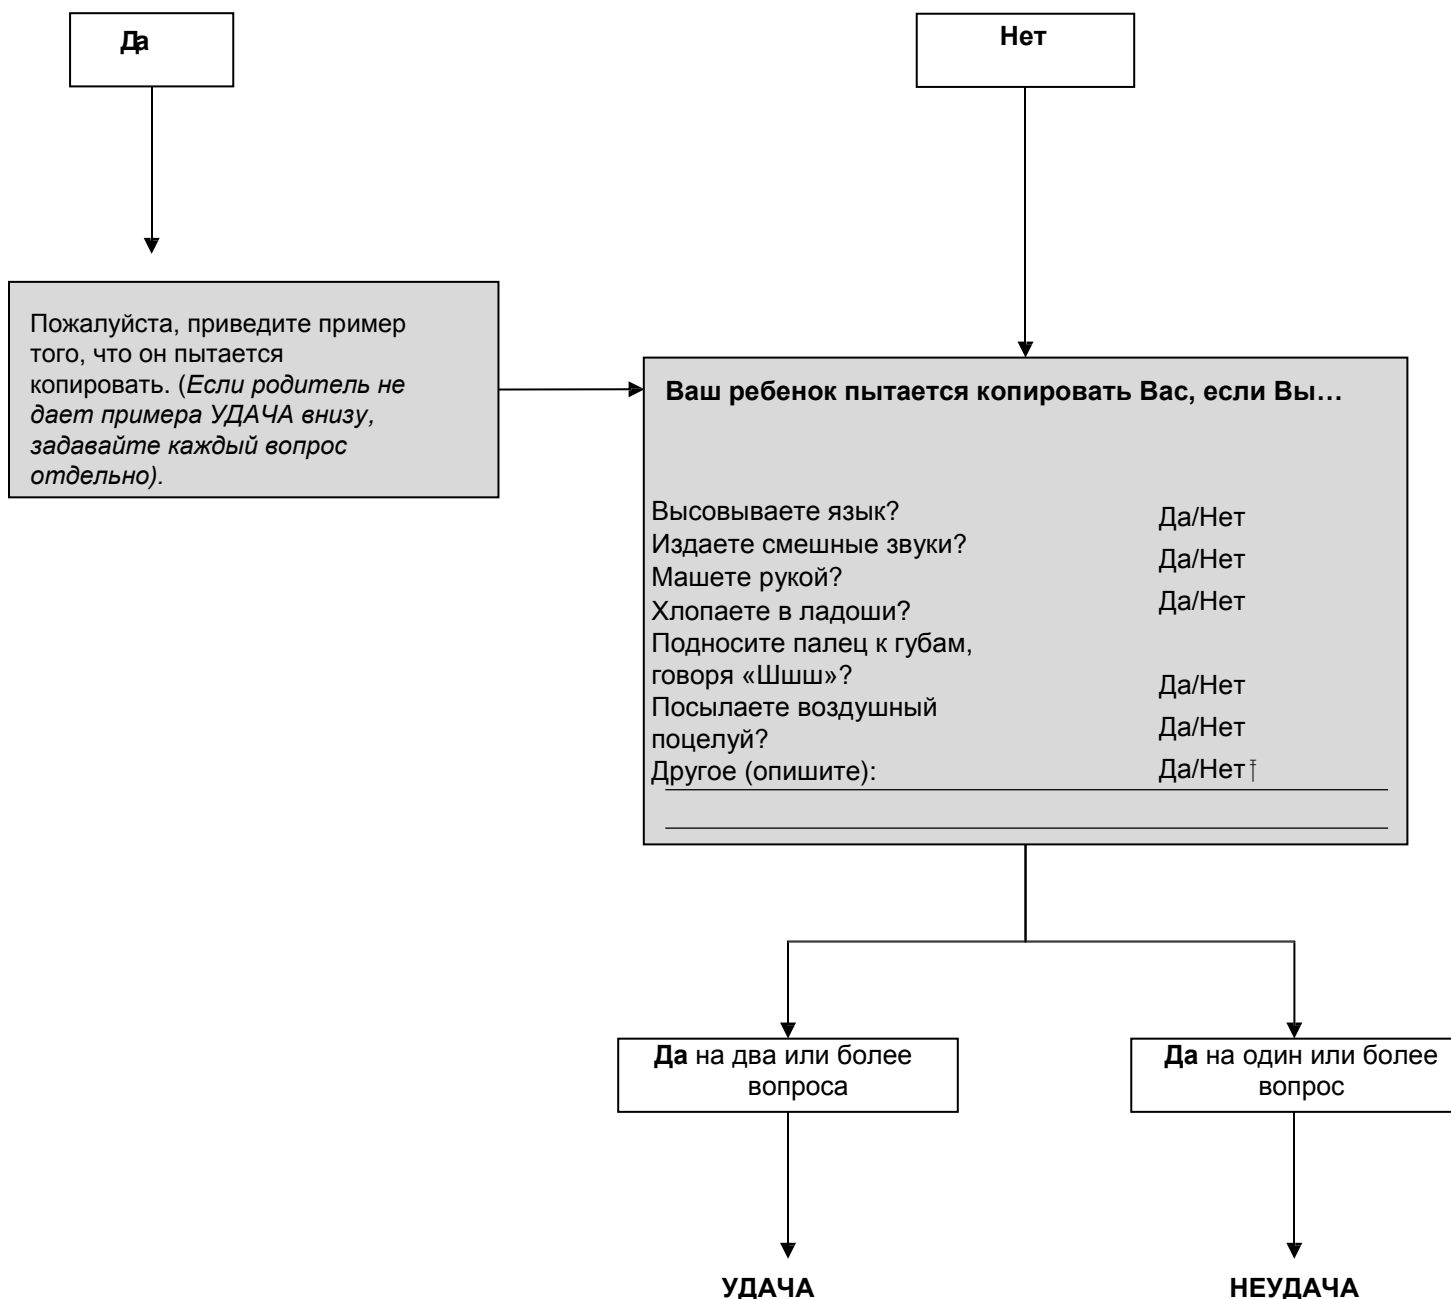 Да
Нет
Пожалуйста, приведите пример
того, что он пытается
копировать. (Если родитель не
дает примера УДАЧА внизу,
задавайте каждый вопрос
отдельно).
Ваш ребенок пытается копировать Вас, если Вы…
Высовываете язык?
Издаете смешные звуки?
Машете рукой?
Хлопаете в ладоши?
Подносите палец к губам,
говоря «Шшш»?
Посылаете воздушный
поцелуй?
Другое (опишите):
Да/Нет
Да/Нет
Да/Нет
Да/Нет
Да/Нет
Да/Нет
Да на два или более
вопроса
Да на один или более
вопрос
УДАЧА
НЕУДАЧА